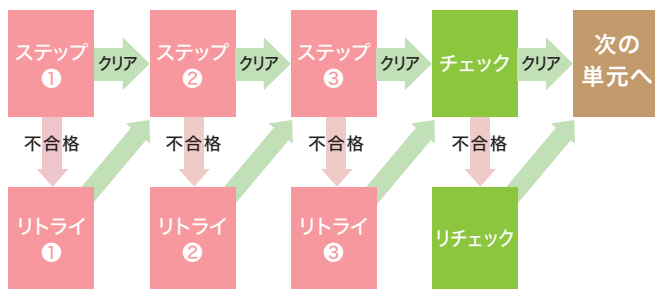 ステップ
❶
クリア
ステップ
❷
クリア
ステップ
❸
クリア
チェック
クリア
次の
単元へ
不合格
不合格
不合格
不合格
リトライ
❶
リトライ
❷
リトライ
❸
リチェック